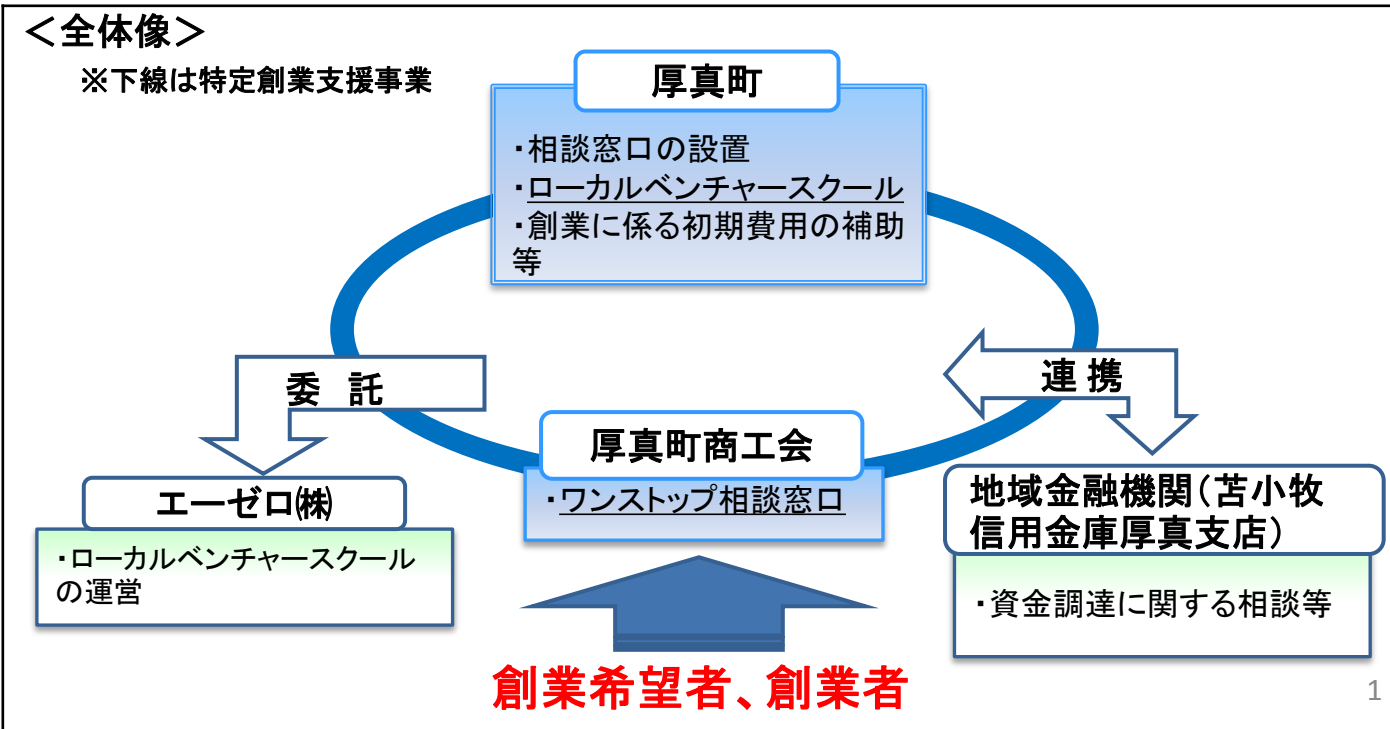 ＜全体像＞
※下線は特定創業支援事業
厚真町
・相談窓口の設置
・ローカルベンチャースクール
・創業に係る初期費用の補助
等
委 託
連 携
厚真町商工会
・ワンストップ相談窓口
エーゼロ㈱
・ローカルベンチャースクール
の運営
地域金融機関（苫小牧
信用金庫厚真支店）
・資金調達に関する相談等
創業希望者、創業者
1